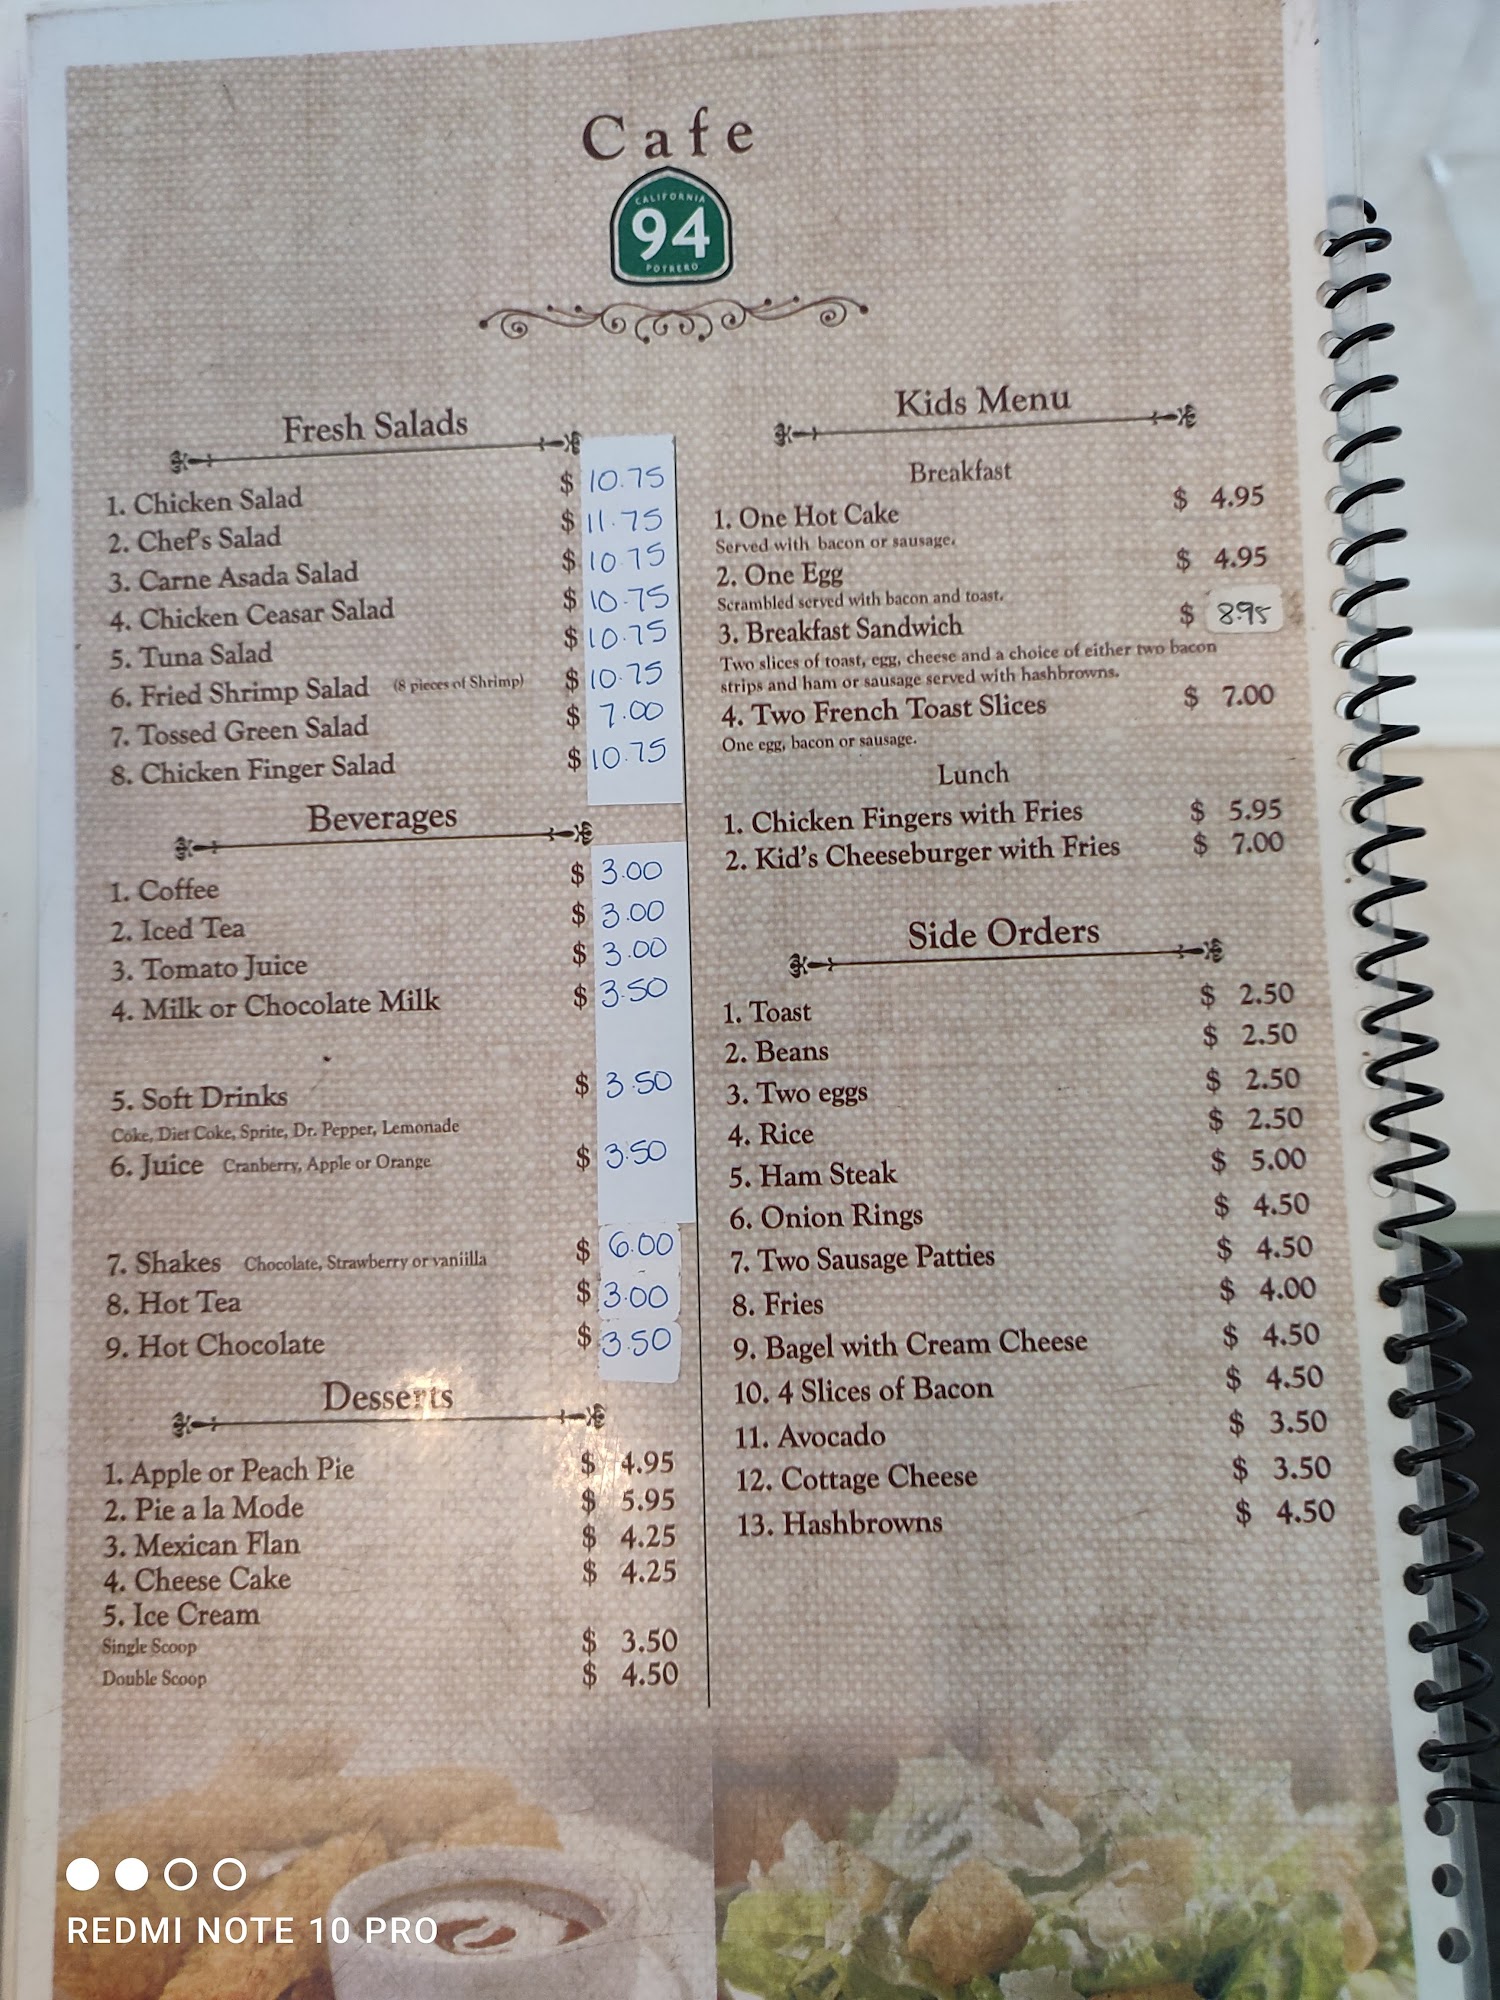 Cafe
CALIFORNIA
94
POTRERO
Fresh Salads
1. Chicken Salad $ 10.75
2. Chef's Salad $ 11.75
3. Carne Asada Salad $ 10.75
4. Chicken Ceasar Salad $ 10.75
5. Tuna Salad $ 10.75
6. Fried Shrimp Salad (8 pieces of Shrimp) $ 10.75
7. Tossed Green Salad $ 7.00
8. Chicken Finger Salad $ 10.75
Beverages
1. Coffee $ 3.00
2. Iced Tea $ 3.00
3. Tomato Juice $ 3.00
4. Milk or Chocolate Milk $ 3.50
5. Soft Drinks $ 3.50
Coke, Diet Coke, Sprite, Dr. Pepper, Lemonade
6. Juice Cranberry, Apple or Orange $ 3.50
7. Shakes Chocolate, Strawberry or vaniilla $ 6.00
8. Hot Tea $ 3.00
9. Hot Chocolate $ 3.50
Desserts
1. Apple or Peach Pie $ 4.95
2. Pie a la Mode $ 5.95
3. Mexican Flan $ 4.25
4. Cheese Cake $ 4.25
5. Ice Cream
Single Scoop $ 3.50
Double Scoop $ 4.50
Kids Menu
Breakfast
1. One Hot Cake $ 4.95
Served with bacon or sausage.
2. One Egg $ 4.95
Scrambled served with bacon and toast.
3. Breakfast Sandwich $ 8.95
Two slices of toast, egg, cheese and a choice of either two bacon
strips and ham or sausage served with hashbrowns.
4. Two French Toast Slices $ 7.00
One egg, bacon or sausage.
Lunch
1. Chicken Fingers with Fries $ 5.95
2. Kid's Cheeseburger with Fries $ 7.00
Side Orders
1. Toast $ 2.50
2. Beans $ 2.50
3. Two eggs $ 2.50
4. Rice $ 2.50
5. Ham Steak $ 5.00
6. Onion Rings $ 4.50
7. Two Sausage Patties $ 4.50
8. Fries $ 4.00
9. Bagel with Cream Cheese $ 4.50
10. 4 Slices of Bacon $ 4.50
11. Avocado $ 3.50
12. Cottage Cheese $ 3.50
13. Hashbrowns $ 4.50
REDMI NOTE 10 PRO